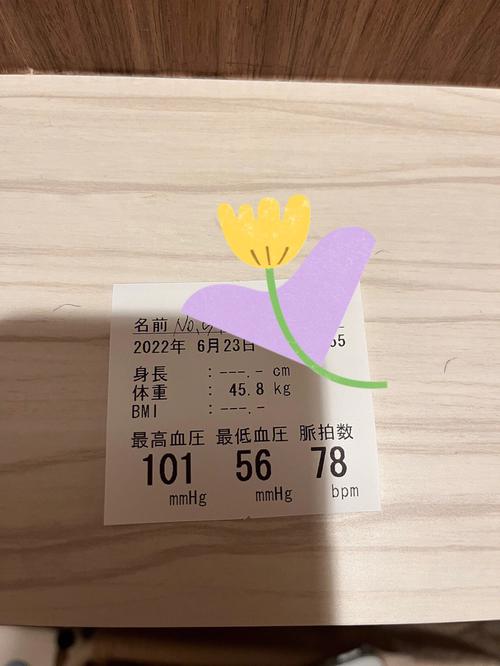 名前 No.
2022年 6月23日 55
身長 :---.- cm
体重 : 45.8 kg
BMI :---.-
最高血圧 最低血圧 脈拍数
101 56 78
mmHg mmHg bpm